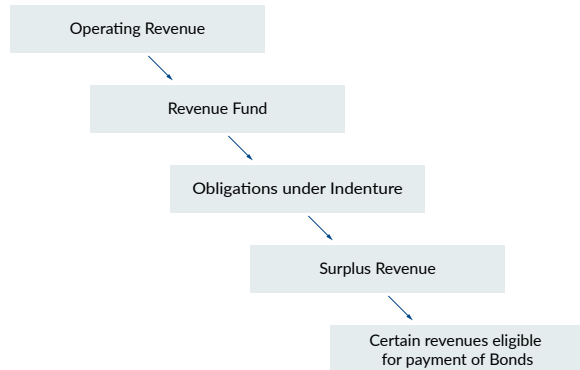 Operating Revenue
Revenue Fund
Obligations under Indenture
Surplus Revenue
Certain revenues eligible
for payment of Bonds